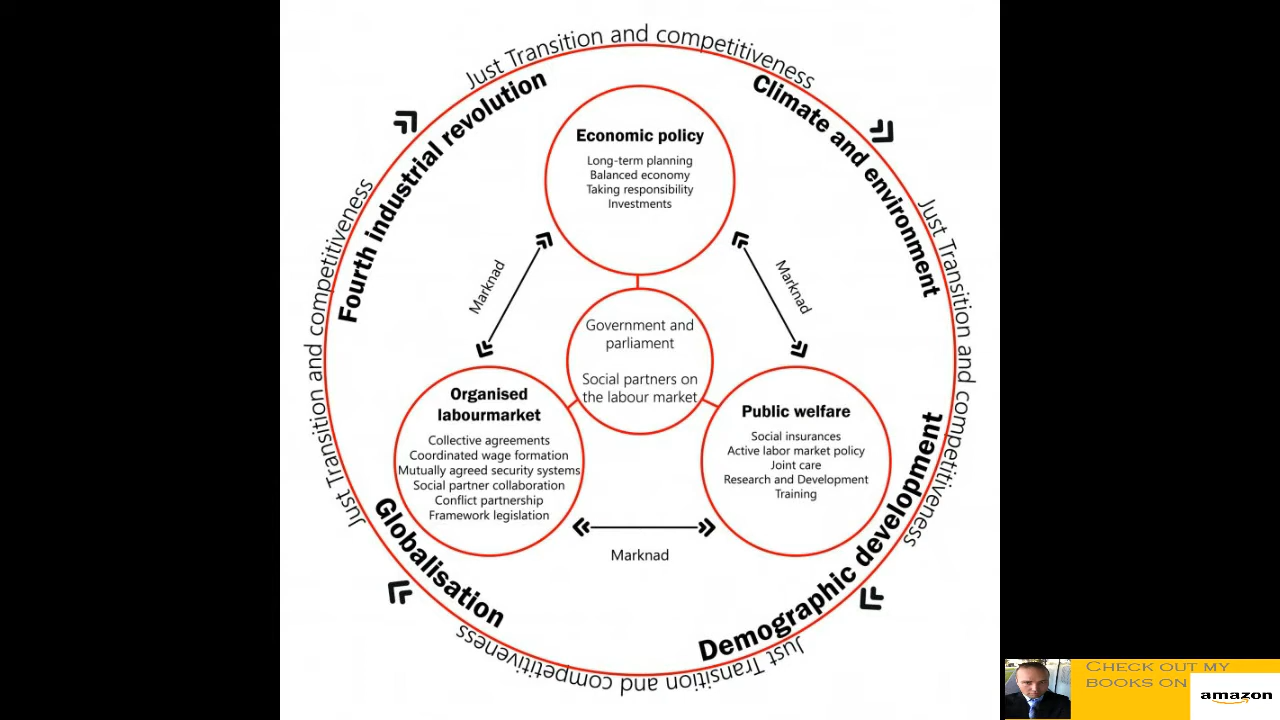 Just Transition and competitiveness
Fourth industrial revolution
Climate and environment
Just Transition and competitiveness
Just Transition and competitiveness
Economic policy
Long-term planning
Balanced economy
Taking responsibility
Investments
Marknad
Marknad
Government and
parliament
Social partners on
the labour market
Organised
labourmarket
Collective agreements
Coordinated wage formation
Mutually agreed security systems
Social partner collaboration
Conflict partnership
Framework legislation
Public welfare
Social insurances
Active labor market policy
Joint care
Research and Development
Training
Marknad
Globalisation
Demographic development
Just Transition and competitiveness
Check out my
books on
amazon